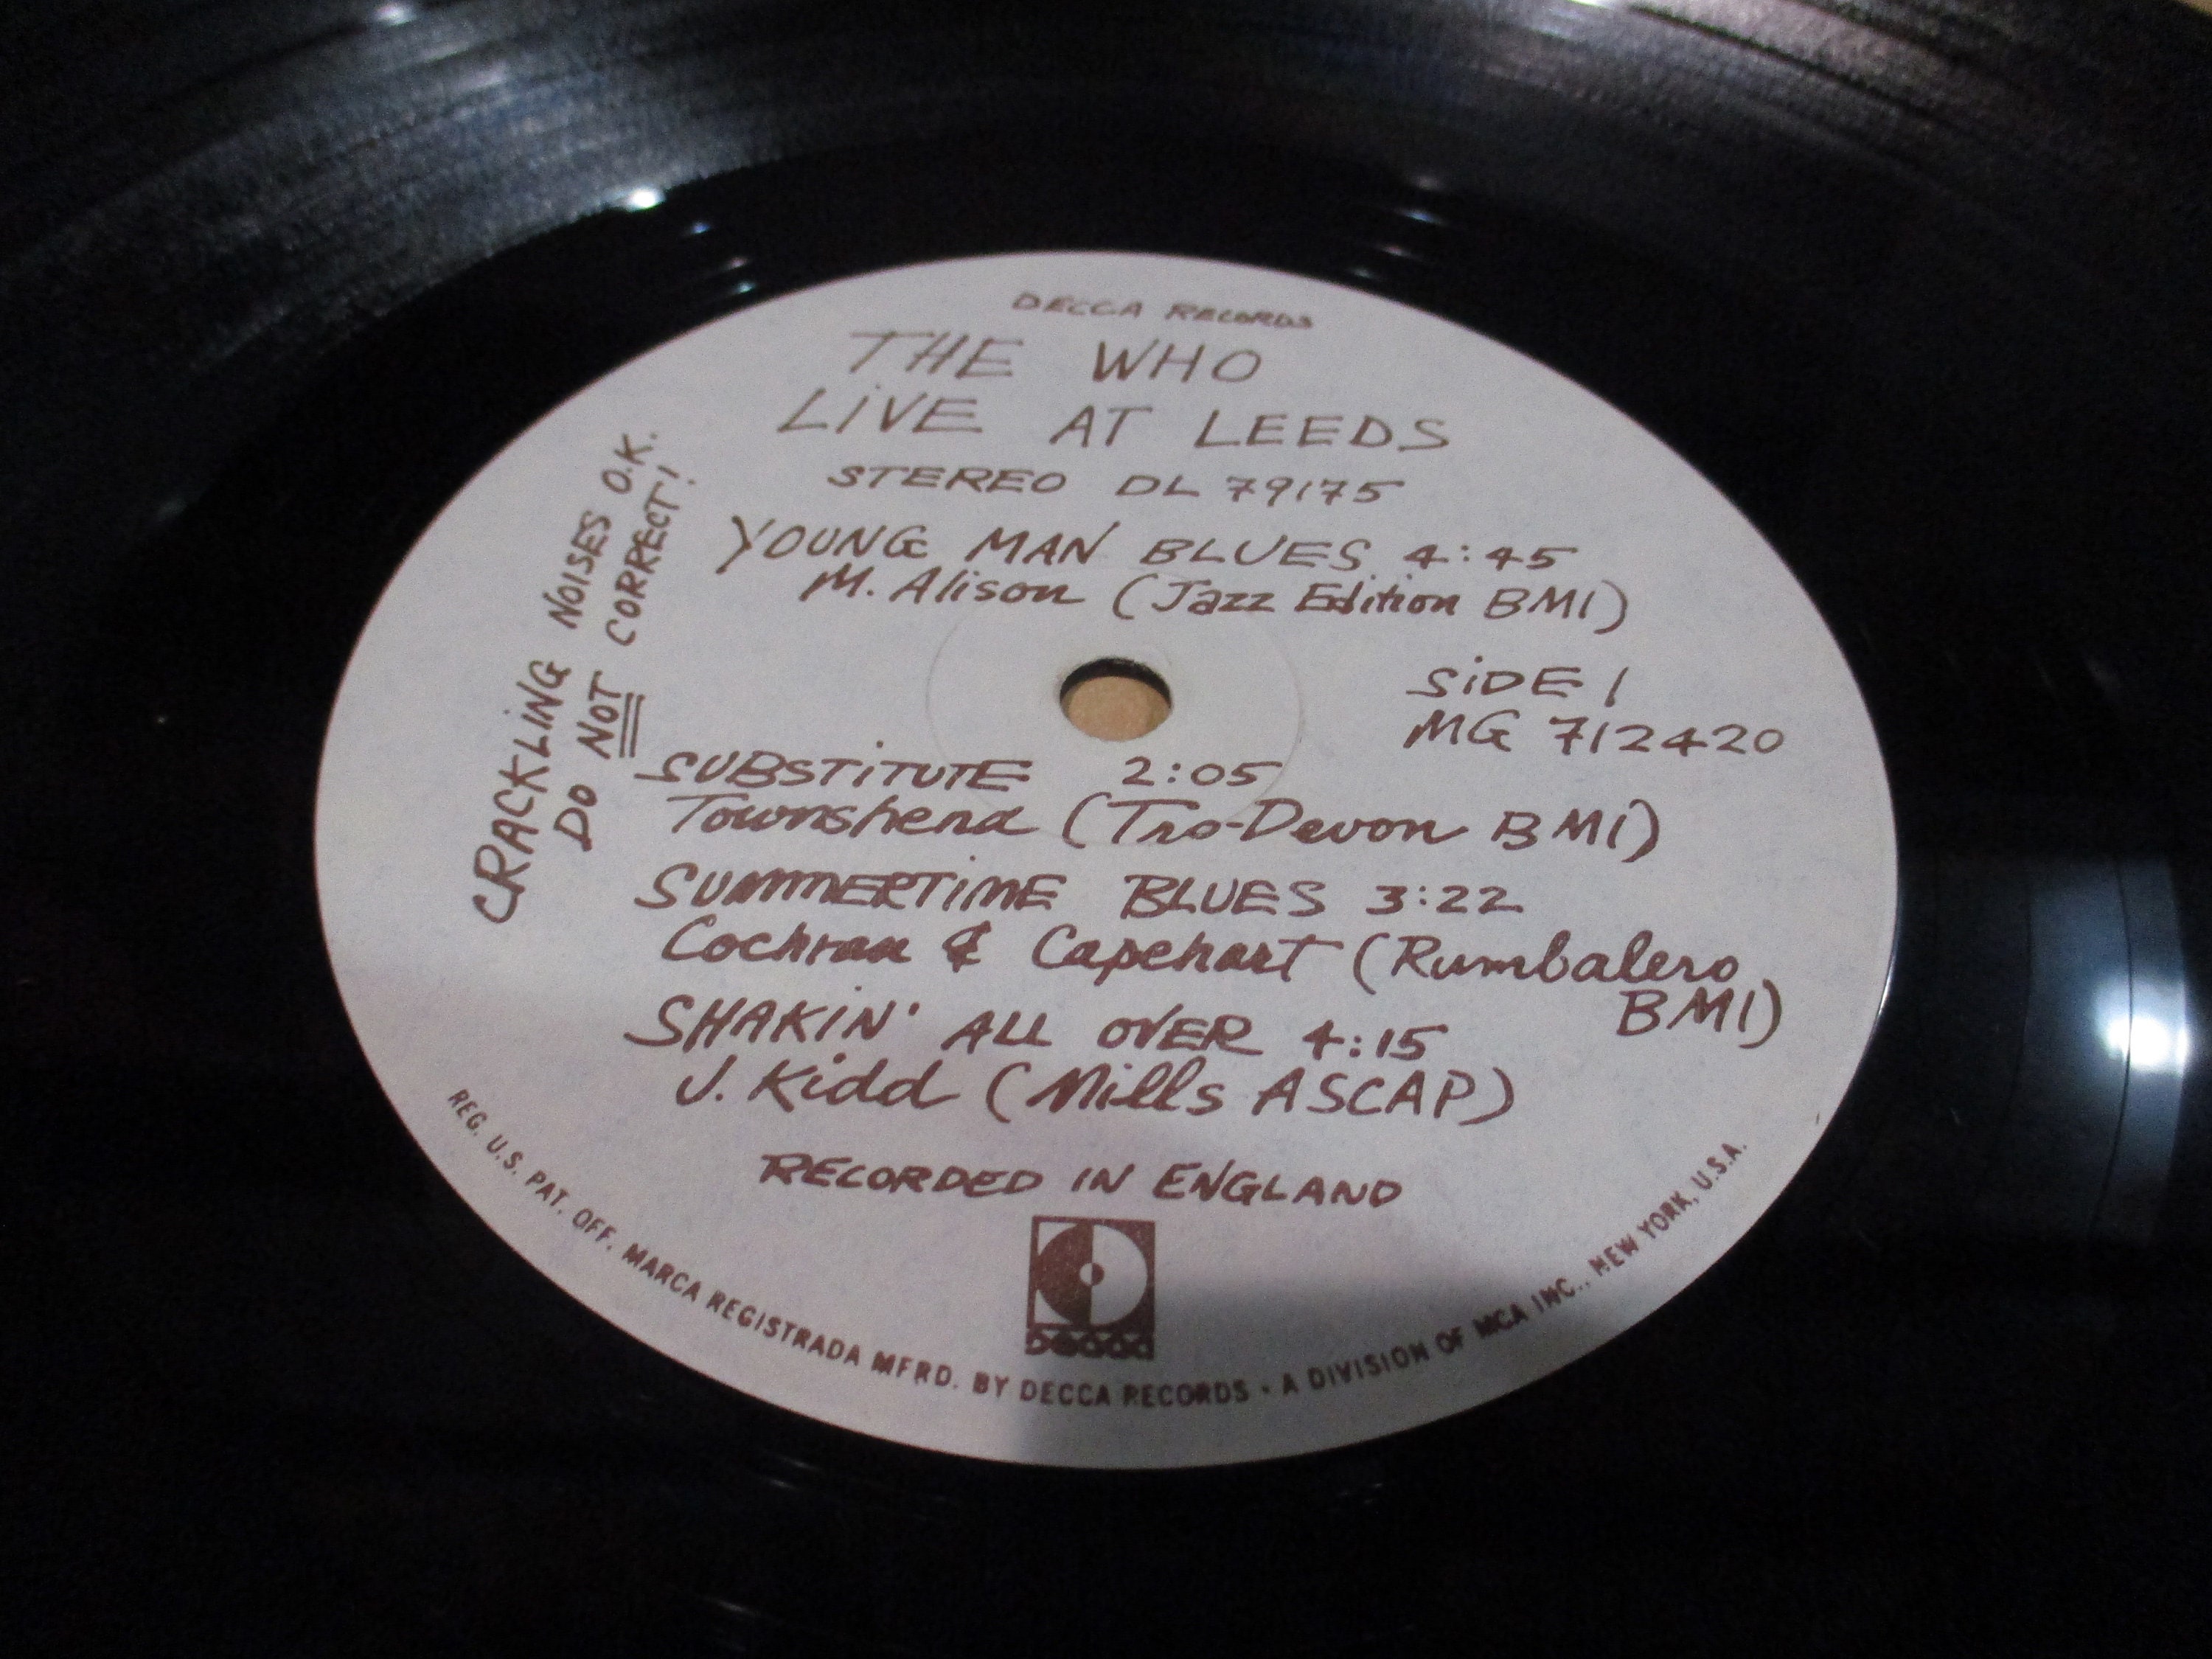 DECCA RECORDS
THE WHO
LiVE AT LEEDS
STEREO DL 79175
YOUNG MAN BLUES 4:45
M. Alison (Jazz Edition BMI)
CRACKLING NOISES O.K.
DO NOT CORRECT!
SiDE 1
MG 712420
SUBSTiTUTE 2:05
Townshend (Tro-Devon BMI)
SUMMERTiME BLUES 3:22
Cochran & Capehart (Rumbalero
BMI)
SHAKiN' ALL OVER 4:15
J. Kidd (Mills ASCAP)
RECORDED IN ENGLAND
DECCA
REG. U.S. PAT. OFF. MARCA REGISTRADA MFRD. BY DECCA RECORDS · A DIVISION OF MCA INC., NEW YORK, U.S.A.